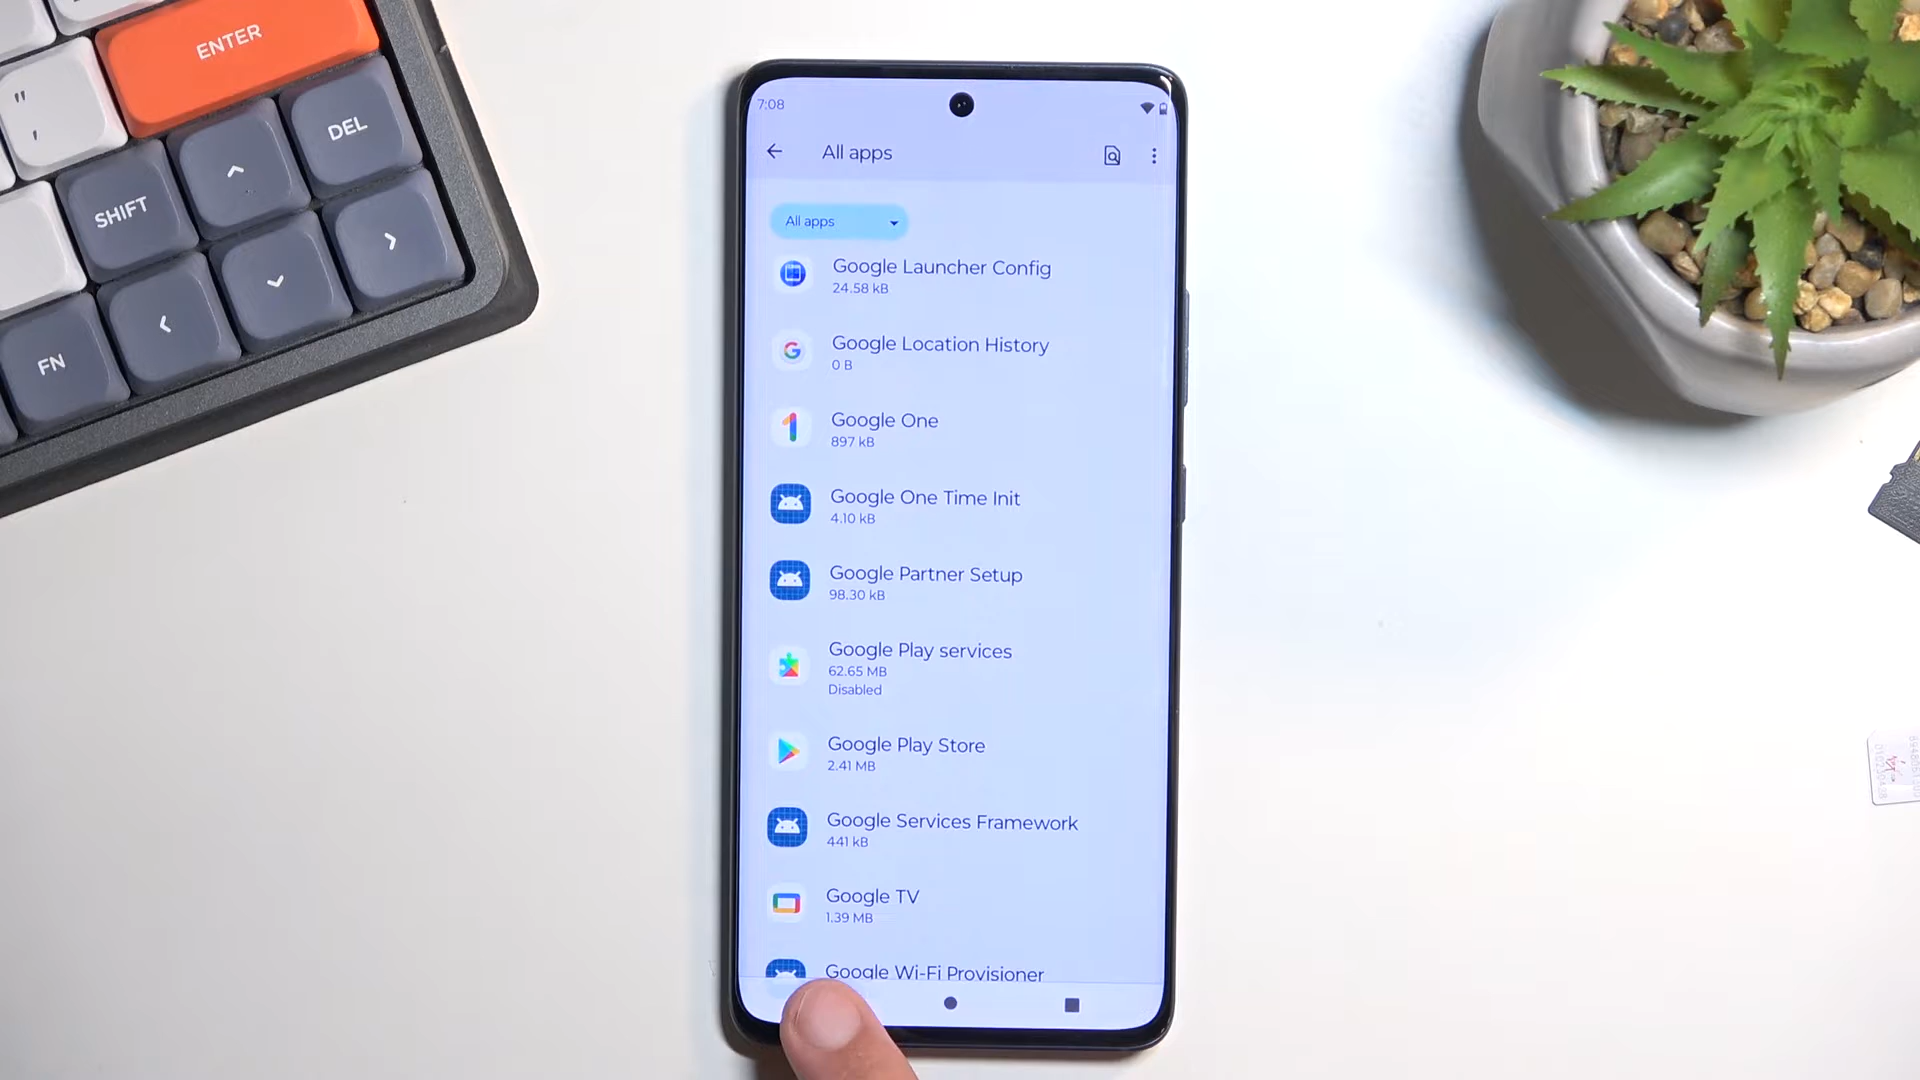 ENTER
"
,
DEL
SHIFT
FN
7:08
All apps
All apps
Google Launcher Config
24.58 kB
Google Location History
0 B
Google One
897 kB
Google One Time Init
4.10 kB
Google Partner Setup
98.30 kB
Google Play services
62.65 MB
Disabled
Google Play Store
2.41 MB
Google Services Framework
441 kB
Google TV
1.39 MB
Google Wi-Fi Provisioner